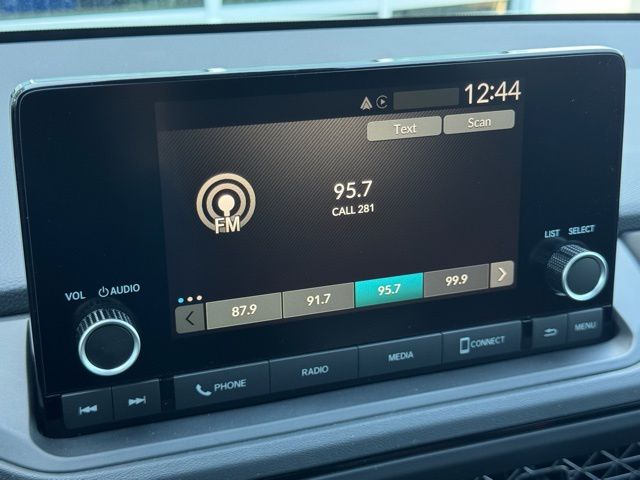 12:44
Text Scan
95.7
CALL 281
FM
LIST SELECT
VOL AUDIO
87.9 91.7 95.7 99.9
PHONE RADIO MEDIA CONNECT MENU